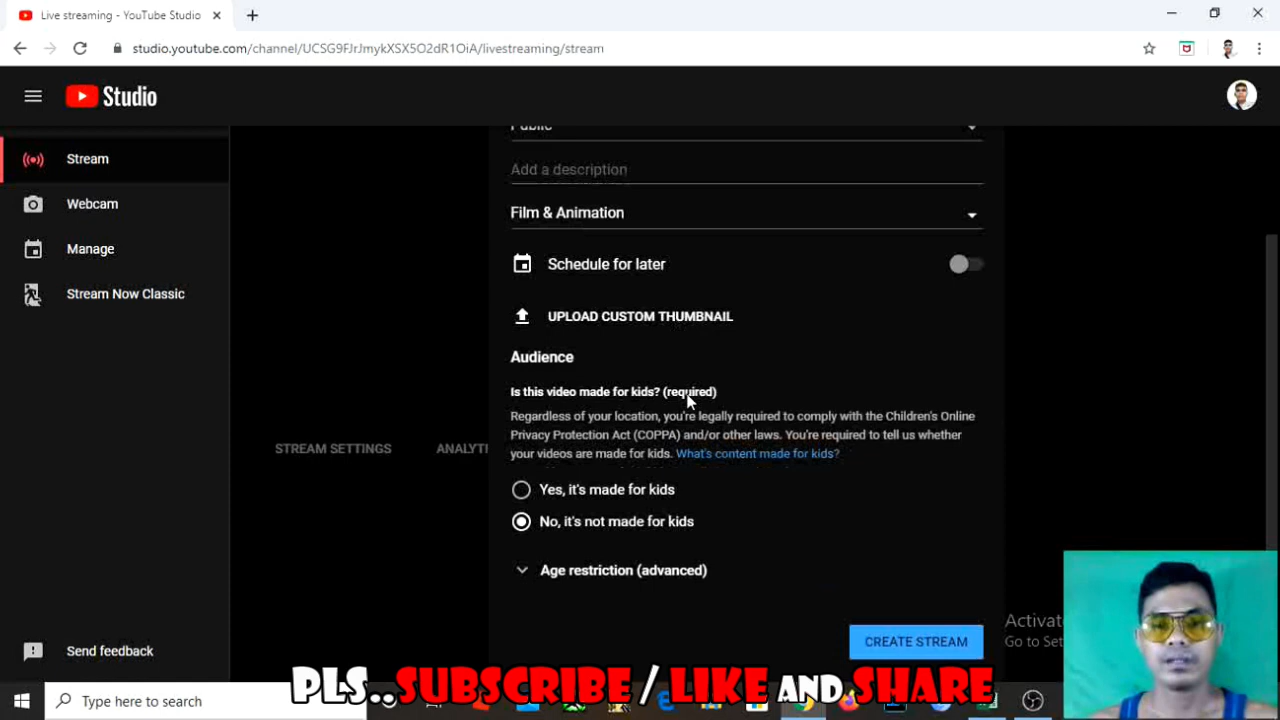 Live streaming - YouTube Studio
studio.youtube.com/channel/UCSG9FJrJmykXSX5O2dR1OiA/livestreaming/stream
Studio
Stream
Webcam
Manage
Stream Now Classic
Send feedback
Public
Add a description
Film & Animation
Schedule for later
UPLOAD CUSTOM THUMBNAIL
Audience
Is this video made for kids? (required)
Regardless of your location, you're legally required to comply with the Children's Online
Privacy Protection Act (COPPA) and/or other laws. You're required to tell us whether
your videos are made for kids. What's content made for kids?
STREAM SETTINGS
Yes, it's made for kids
No, it's not made for kids
Age restriction (advanced)
CREATE STREAM
Go to Set
PLS..SUBSCRIBE / LIKE AND SHARE
Type here to search